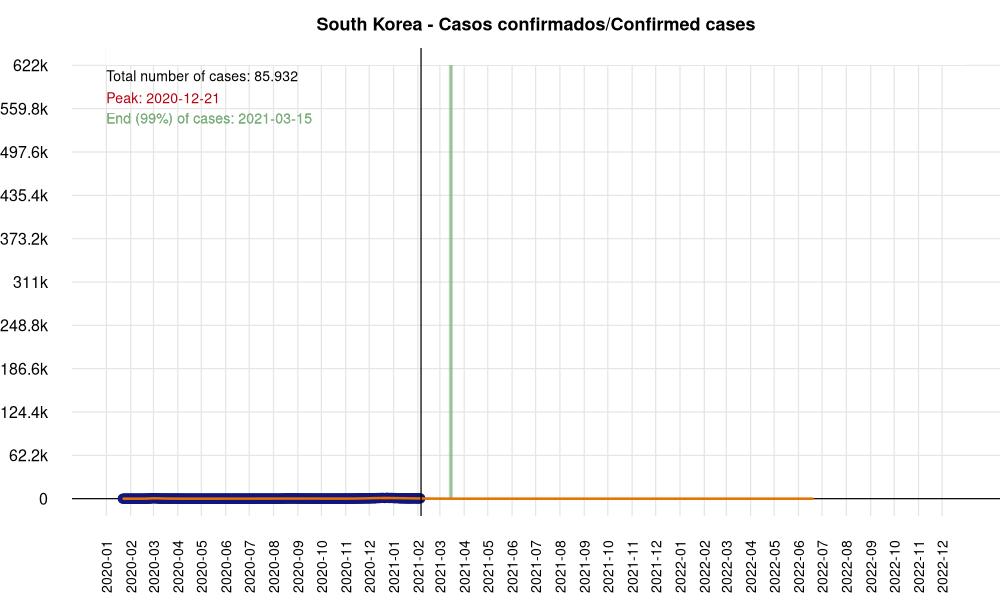 South Korea - Casos confirmados/Confirmed cases
622k
Total number of cases: 85.932
Peak: 2020-12-21
559.8k
End (99%) of cases: 2021-03-15
497.6k
435.4k
373.2k
311k
248.8k
186.6k
124.4k
62.2k
0
2020-01
2020-02
2020-03
2020-04
2020-05
2020-06
2020-07
2020-08
2020-09
2020-10
2020-11
2020-12
2021-01
2021-02
2021-03
2021-04
2021-05
2021-06
2021-07
2021-08
2021-09
2021-10
2021-11
2021-12
2022-01
2022-02
2022-03
2022-04
2022-05
2022-06
2022-07
2022-08
2022-09
2022-10
2022-11
2022-12